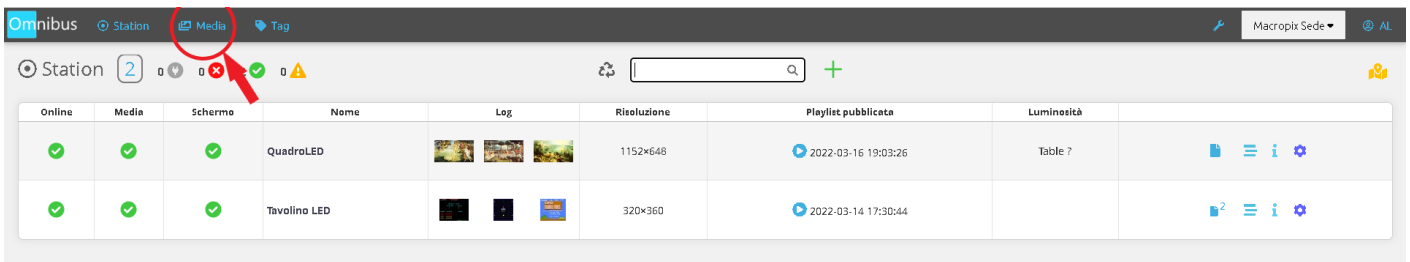 Omnibus Station Media Tag Macropix Sede AL
Station 2 0 0 0
Online Media Schermo Nome Log Risoluzione Playlist pubblicata Luminosità
QuadroLED 1152×648 2022-03-16 19:03:26 Table ?
Tavolino LED 320×360 2022-03-14 17:30:44 2